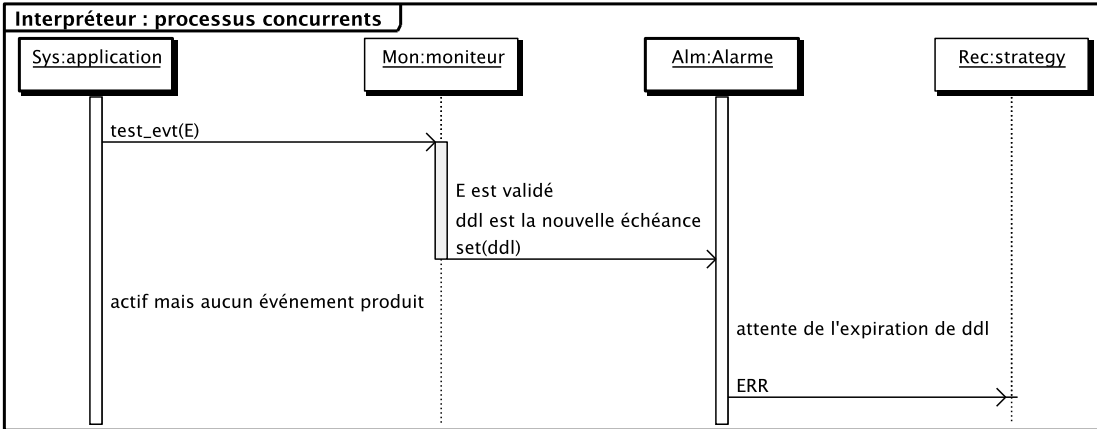 Interpréteur : processus concurrents
Sys:application
Mon:moniteur
Alm:Alarme
Rec:strategy
test_evt(E)
E est validé
ddl est la nouvelle échéance
set(ddl)
actif mais aucun événement produit
attente de l'expiration de ddl
ERR